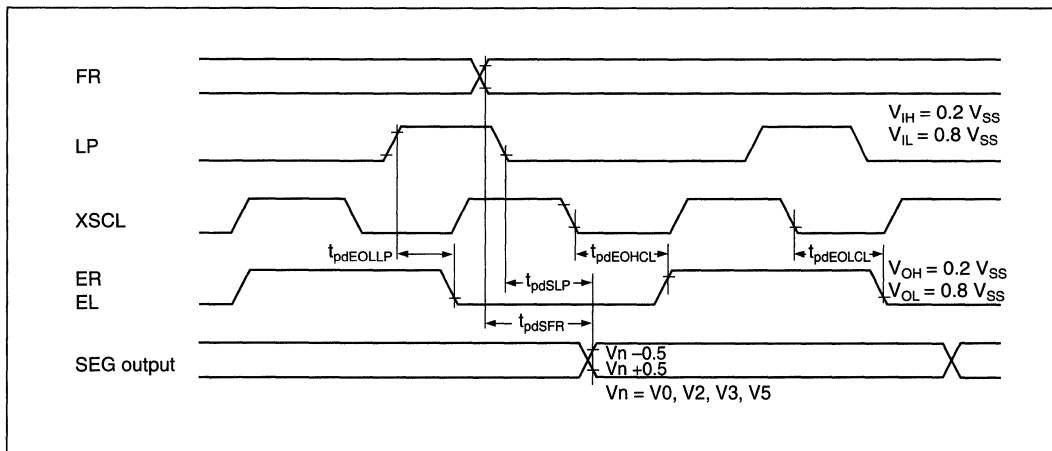 FR
V_IH = 0.2 V_SS
LP
V_IL = 0.8 V_SS
XSCL
t_pdEOLLP
t_pdEOHCL
t_pdEOLCL
ER
V_OH = 0.2 V_SS
EL
t_pdSLP
V_OL = 0.8 V_SS
t_pdSFR
SEG output
Vn –0.5
Vn +0.5
Vn = V0, V2, V3, V5